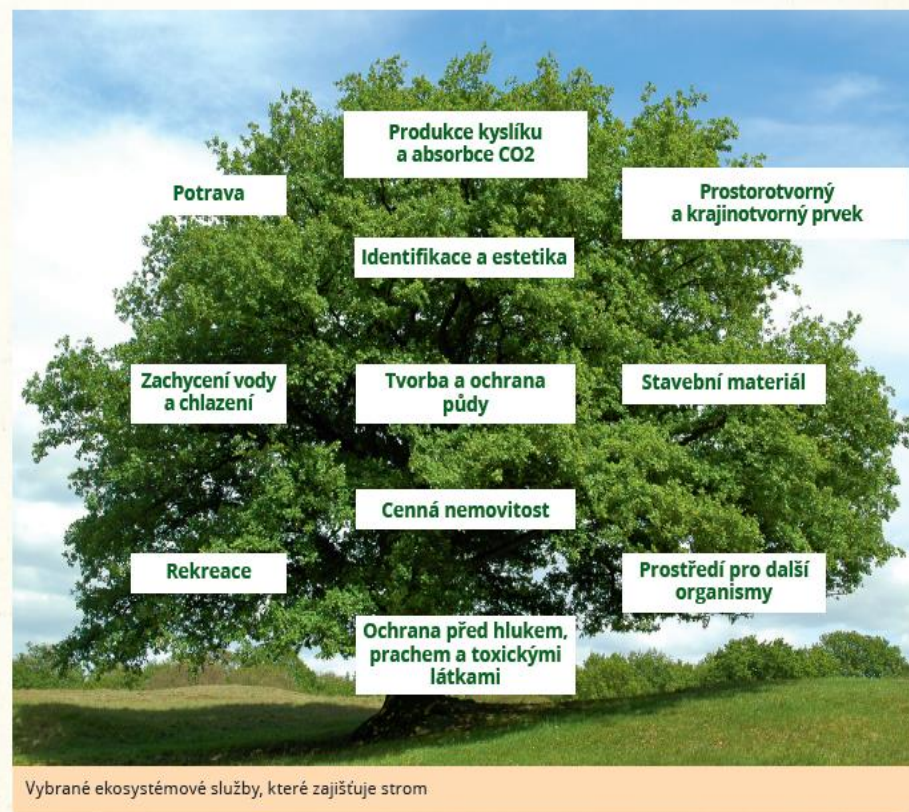 Produkce kyslíku
a absorbce CO2
Potrava
Prostorotvorný
a krajinotvorný prvek
Identifikace a estetika
Zachycení vody
a chlazení
Tvorba a ochrana
půdy
Stavební materiál
Cenná nemovitost
Rekreace
Prostředí pro další
organismy
Ochrana před hlukem,
prachem a toxickými
látkami
Vybrané ekosystémové služby, které zajišťuje strom